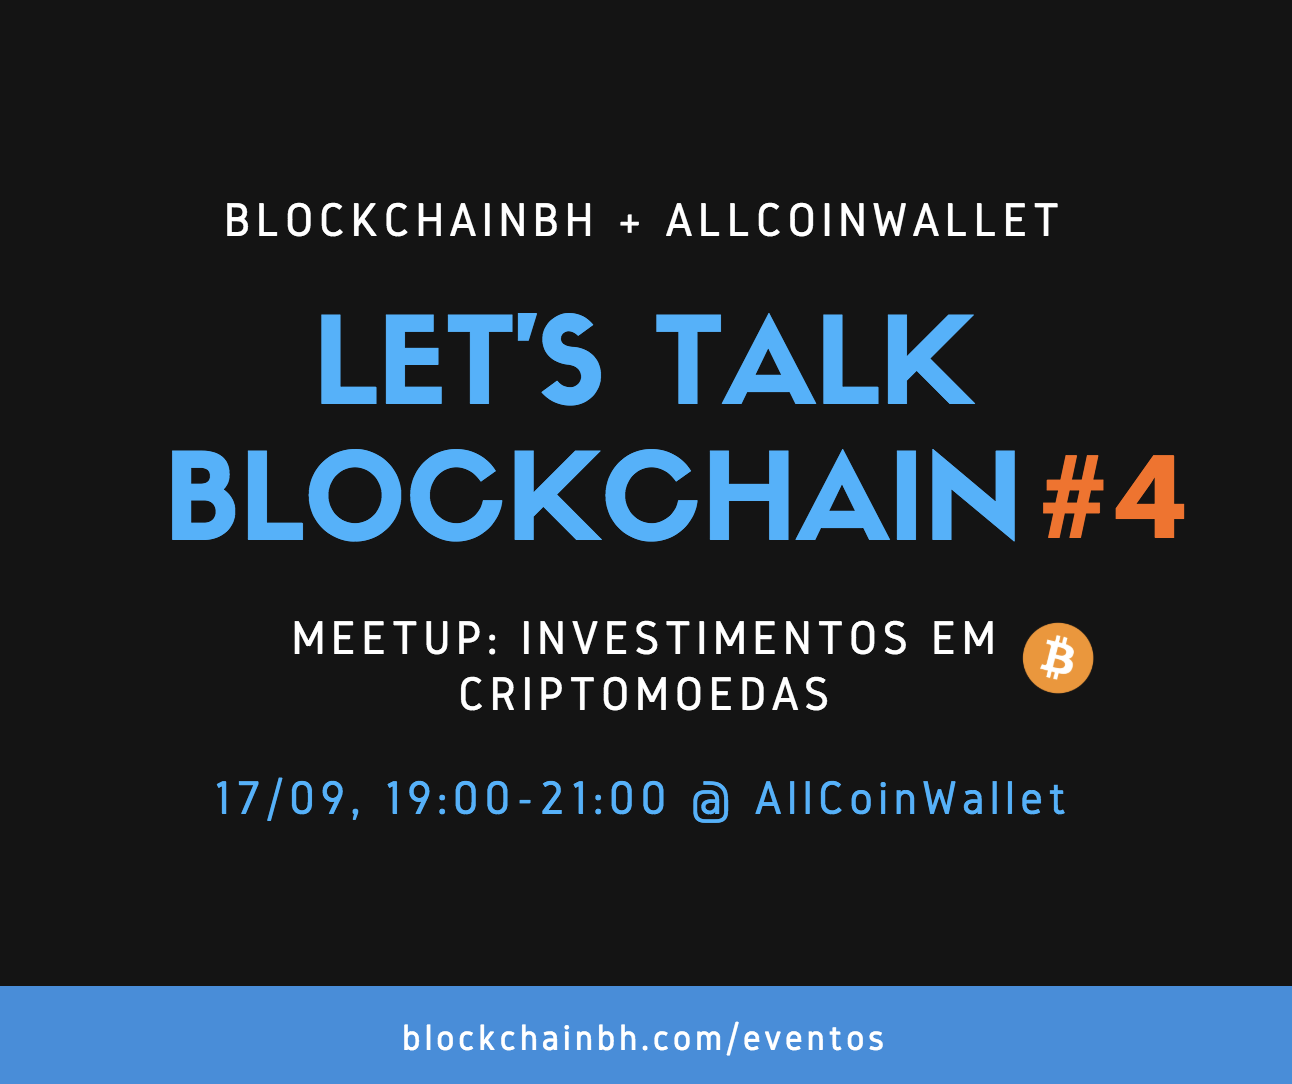 BLOCKCHAINBH + ALLCOINWALLET
LET'S TALK
BLOCKCHAIN #4
MEETUP: INVESTIMENTOS EM
CRIPTOMOEDAS
17/09, 19:00-21:00 @ AllCoinWallet
blockchainbh.com/eventos